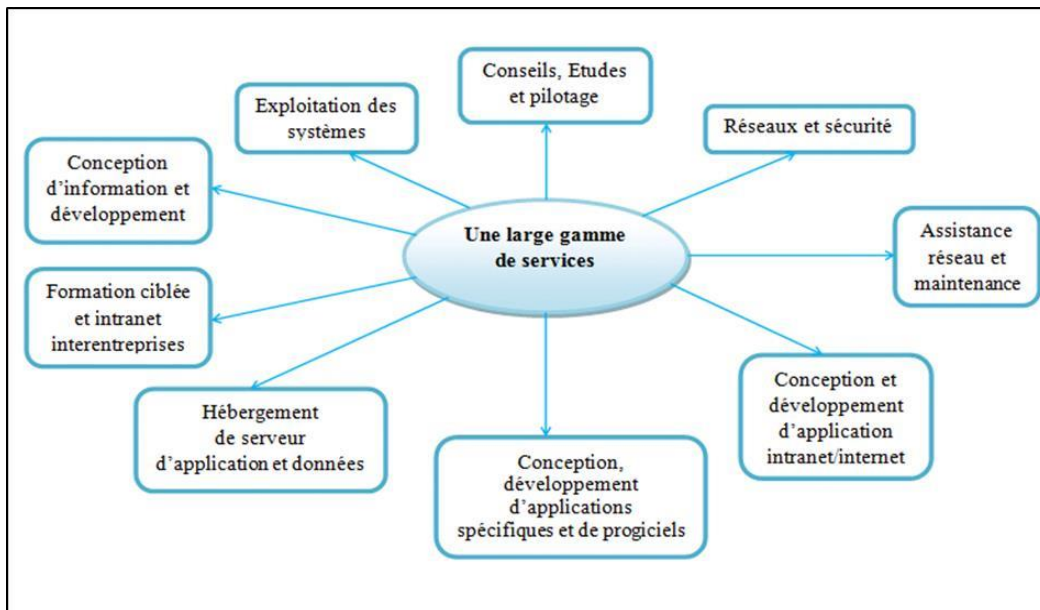 Conseils, Etudes
et pilotage
Exploitation des
systèmes
Réseaux et sécurité
Conception
d'information et
développement
Une large gamme
de services
Assistance
réseau et
maintenance
Formation ciblée
et intranet
interentreprises
Conception et
développement
d'application
intranet/internet
Hébergement
de serveur
d'application et données
Conception,
développement
d'applications
spécifiques et de progiciels